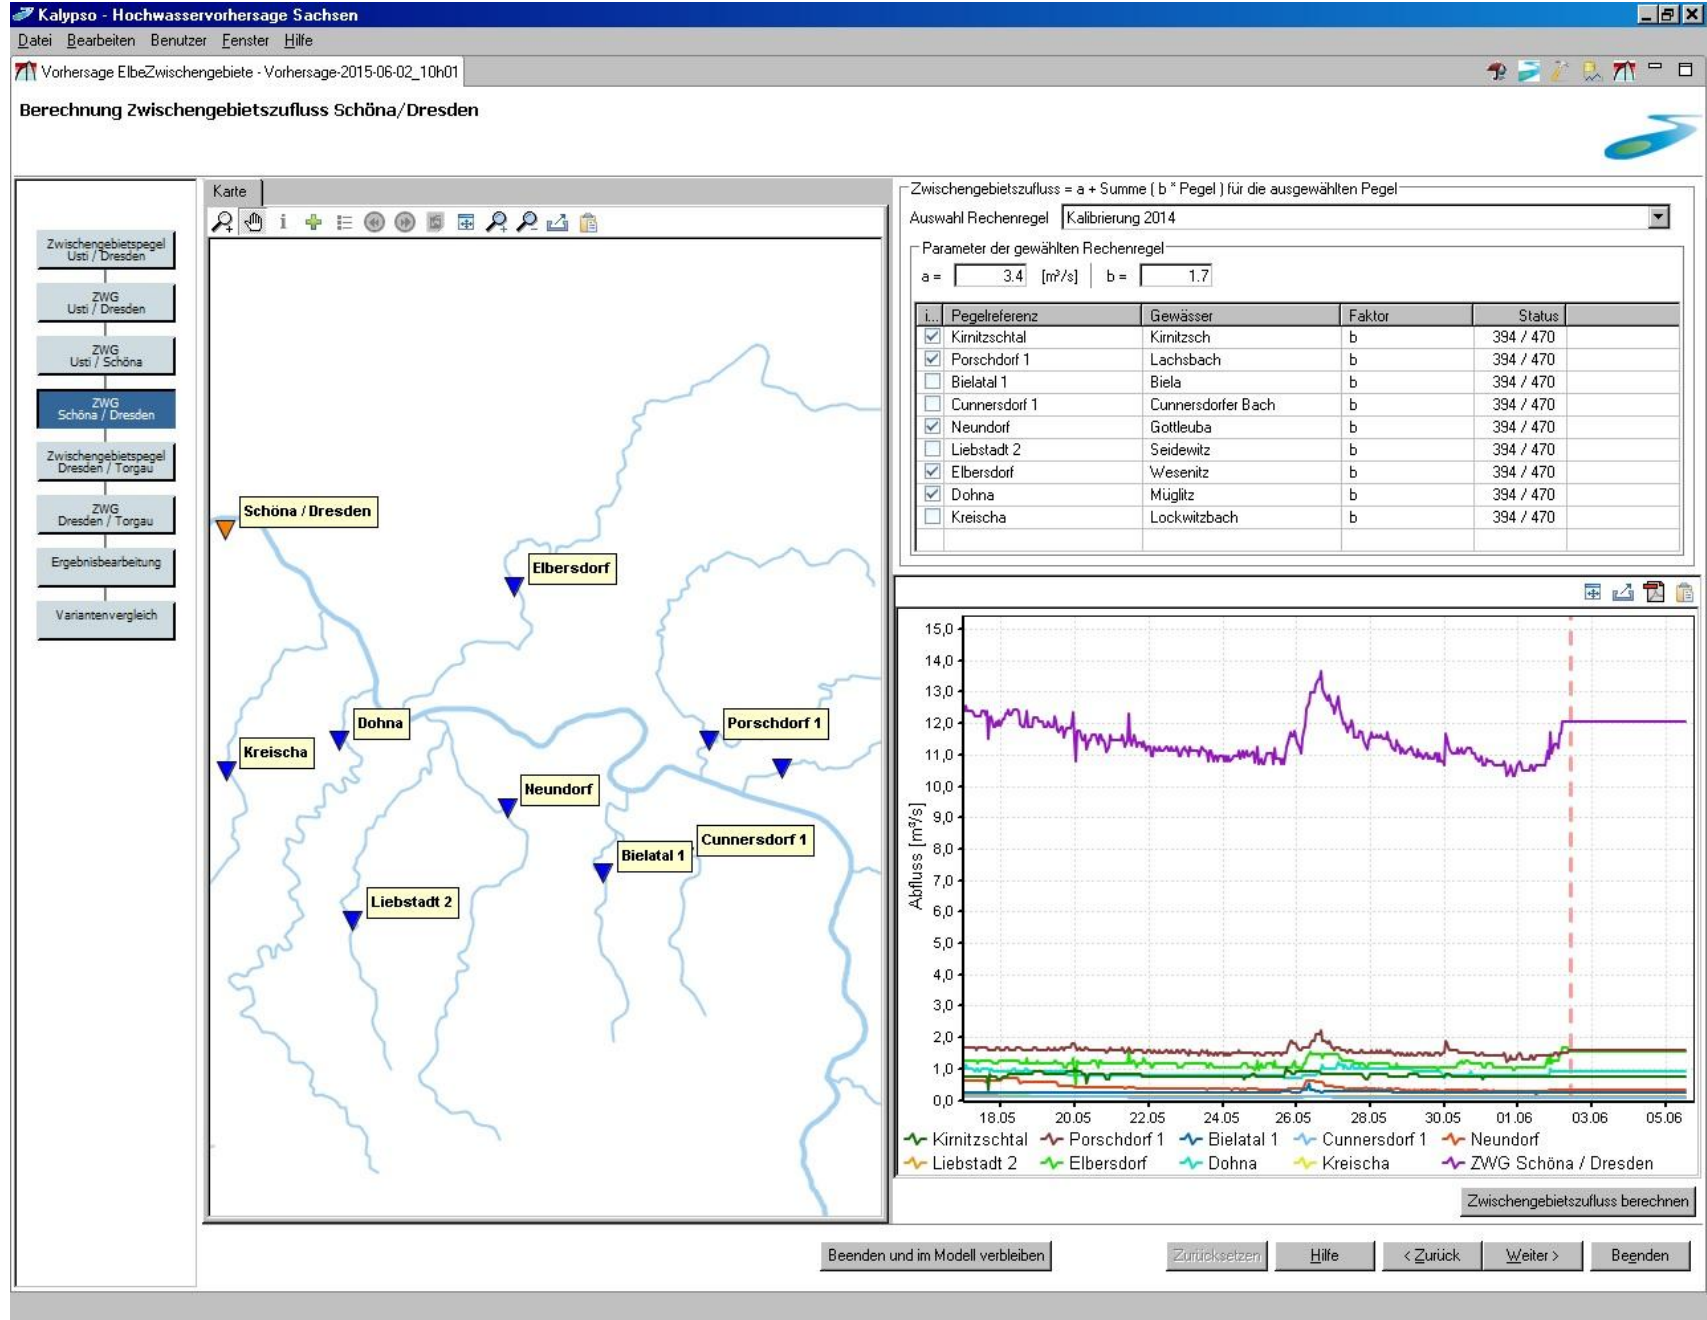 Kalypso - Hochwasservorhersage Sachsen
Datei Bearbeiten Benutzer Fenster Hilfe
Vorhersage ElbeZwischengebiete - Vorhersage-2015-06-02_10h01
Berechnung Zwischengebietszufluss Schöna/Dresden
Zwischengebietspegel
Usti / Dresden
ZWG
Usti / Dresden
ZWG
Usti / Schöna
ZWG
Schöna / Dresden
Zwischengebietspegel
Dresden / Torgau
ZWG
Dresden / Torgau
Ergebnisbearbeitung
Variantenvergleich
Karte
Schöna / Dresden
Elbersdorf
Dohna
Porschdorf 1
Kreischa
Neundorf
Cunnersdorf 1
Bielatal 1
Liebstadt 2
Zwischengebietszufluss = a + Summe ( b * Pegel ) für die ausgewählten Pegel
Auswahl Rechenregel Kalibrierung 2014
Parameter der gewählten Rechenregel
a = 3.4 [m³/s] b = 1.7
i... Pegelreferenz Gewässer Faktor Status
Kirnitzschtal Kirnitzsch b 394 / 470
Porschdorf 1 Lachsbach b 394 / 470
Bielatal 1 Biela b 394 / 470
Cunnersdorf 1 Cunnersdorfer Bach b 394 / 470
Neundorf Gottleuba b 394 / 470
Liebstadt 2 Seidewitz b 394 / 470
Elbersdorf Wesenitz b 394 / 470
Dohna Müglitz b 394 / 470
Kreischa Lockwitzbach b 394 / 470
Abfluss [m³/s]
15,0
14,0
13,0
12,0
11,0
10,0
9,0
8,0
7,0
6,0
5,0
4,0
3,0
2,0
1,0
0,0
18.05 20.05 22.05 24.05 26.05 28.05 30.05 01.06 03.06 05.06
Kirnitzschtal Porschdorf 1 Bielatal 1 Cunnersdorf 1 Neundorf
Liebstadt 2 Elbersdorf Dohna Kreischa ZWG Schöna / Dresden
Zwischengebietszufluss berechnen
Beenden und im Modell verbleiben Zurücksetzen Hilfe < Zurück Weiter > Beenden